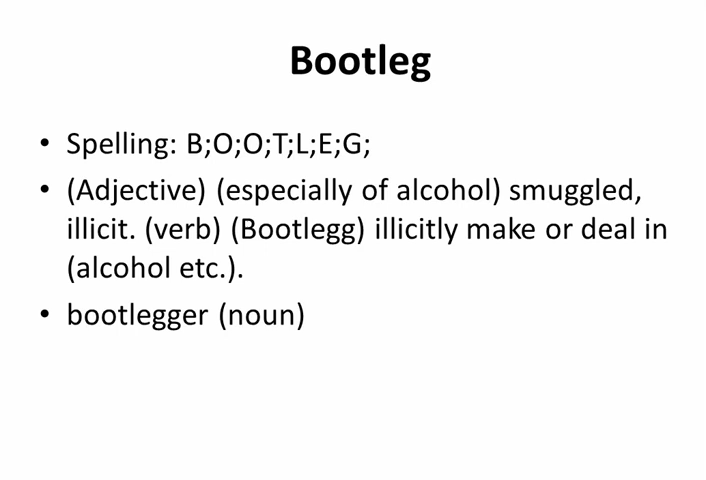 Bootleg
• Spelling: B;O;O;T;L;E;G;
• (Adjective) (especially of alcohol) smuggled,
illicit. (verb) (Bootlegg) illicitly make or deal in
(alcohol etc.).
• bootlegger (noun)